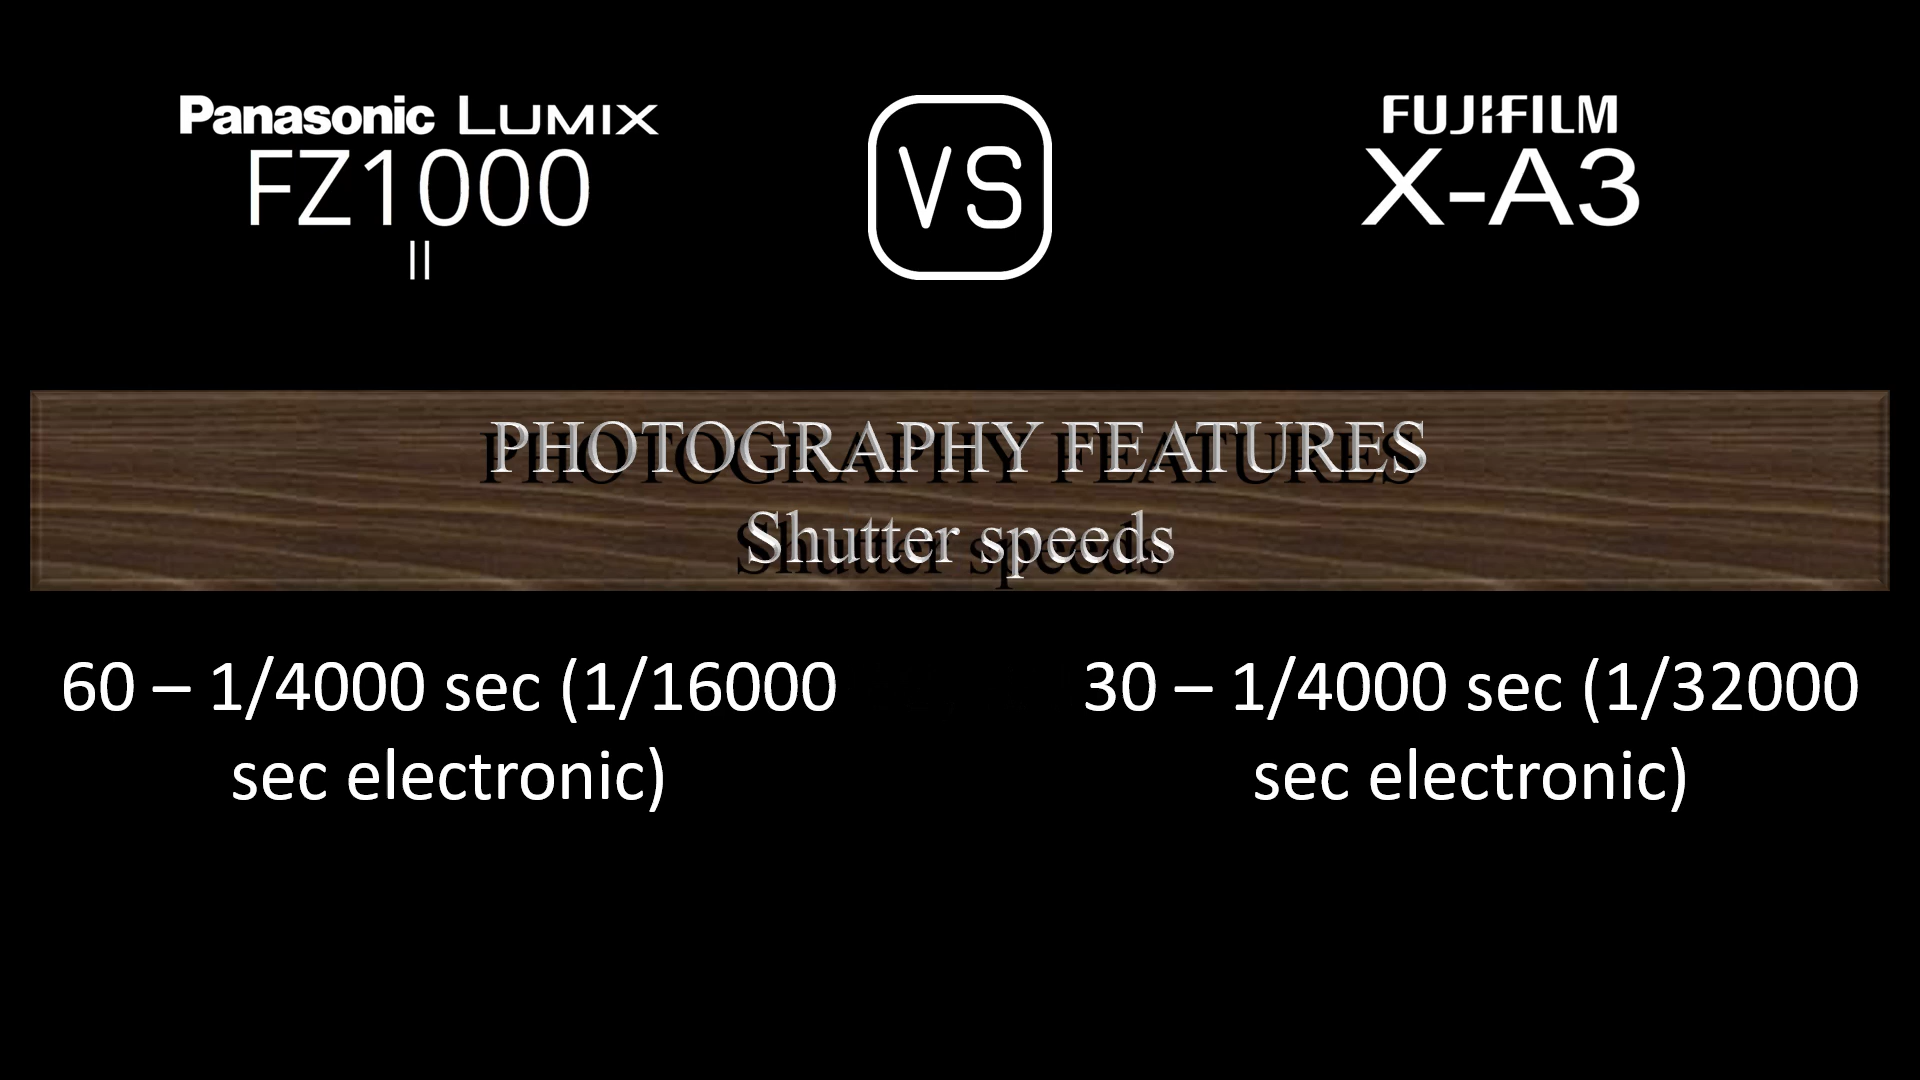 Panasonic LUMIX
FZ1000
II
VS
FUJIFILM
X-A3
PHOTOGRAPHY FEATURES
Shutter speeds
60 – 1/4000 sec (1/16000
sec electronic)
30 – 1/4000 sec (1/32000
sec electronic)